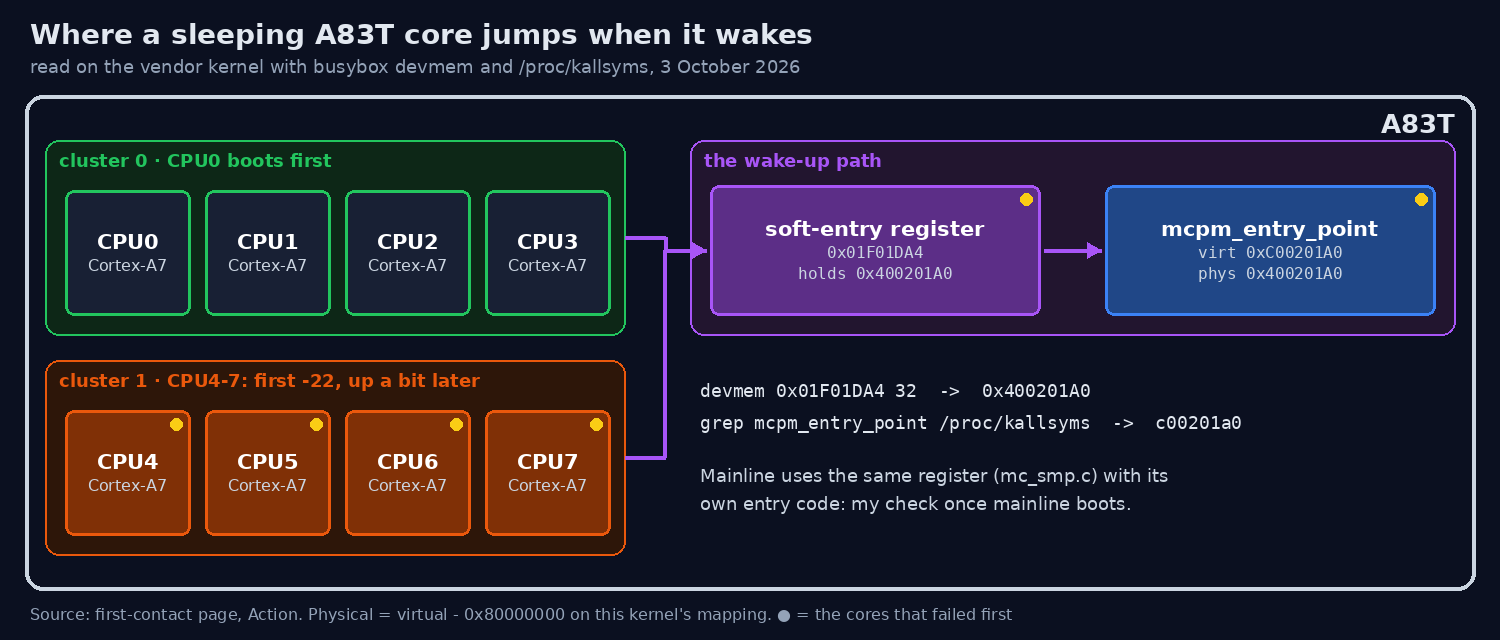 Where a sleeping A83T core jumps when it wakes
read on the vendor kernel with busybox devmem and /proc/kallsyms, 3 October 2026
A83T
cluster 0 · CPU0 boots first
CPU0
Cortex-A7
CPU1
Cortex-A7
CPU2
Cortex-A7
CPU3
Cortex-A7
the wake-up path
soft-entry register
0x01F01DA4
holds 0x400201A0
mcpm_entry_point
virt 0xC00201A0
phys 0x400201A0
cluster 1 · CPU4-7: first -22, up a bit later
CPU4
Cortex-A7
CPU5
Cortex-A7
CPU6
Cortex-A7
CPU7
Cortex-A7
devmem 0x01F01DA4 32 -> 0x400201A0
grep mcpm_entry_point /proc/kallsyms -> c00201a0
Mainline uses the same register (mc_smp.c) with its
own entry code: my check once mainline boots.
Source: first-contact page, Action. Physical = virtual - 0x80000000 on this kernel's mapping. ● = the cores that failed first